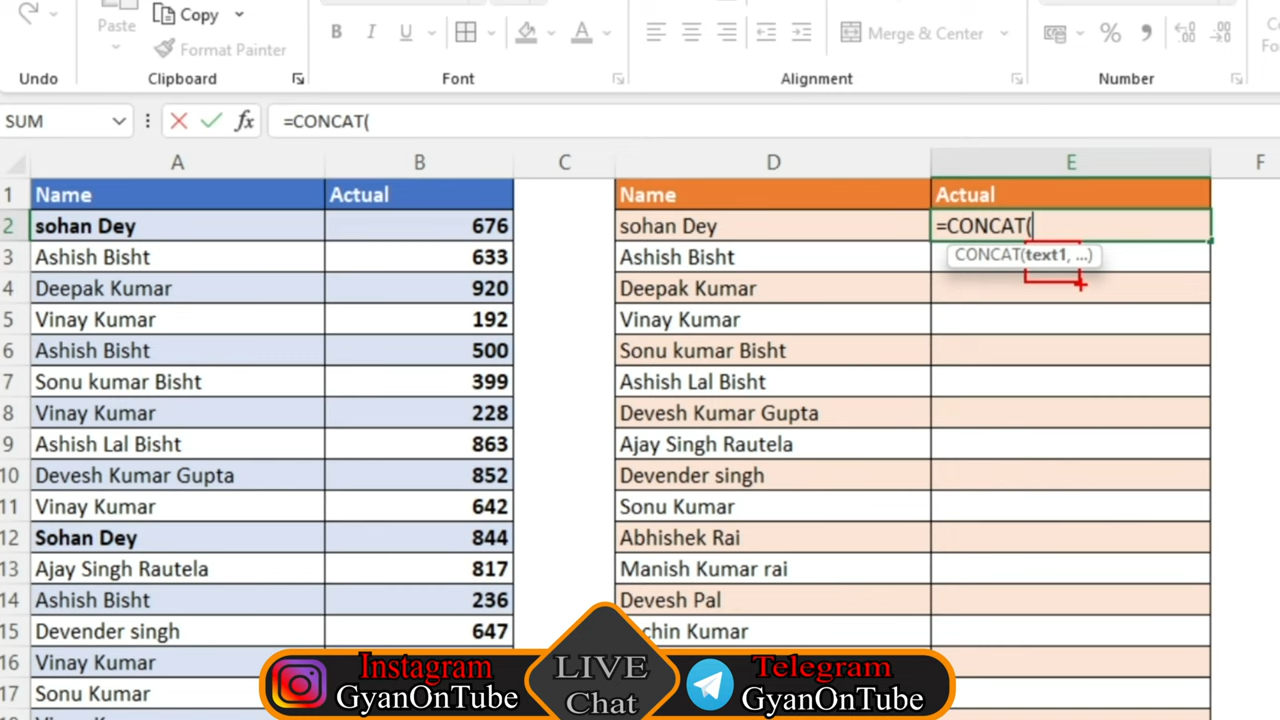 Copy
Paste
Format Painter
Undo
Clipboard
B I U
A
Font
Merge & Center
Alignment
%
Number
SUM
fx
=CONCAT(
A B C D E F
1 Name Actual Name Actual
2 sohan Dey 676 sohan Dey =CONCAT(
CONCAT(text1, ...)
3 Ashish Bisht 633 Ashish Bisht
4 Deepak Kumar 920 Deepak Kumar
5 Vinay Kumar 192 Vinay Kumar
6 Ashish Bisht 500 Sonu kumar Bisht
7 Sonu kumar Bisht 399 Ashish Lal Bisht
8 Vinay Kumar 228 Devesh Kumar Gupta
9 Ashish Lal Bisht 863 Ajay Singh Rautela
10 Devesh Kumar Gupta 852 Devender singh
11 Vinay Kumar 642 Sonu Kumar
12 Sohan Dey 844 Abhishek Rai
13 Ajay Singh Rautela 817 Manish Kumar rai
14 Ashish Bisht 236 Devesh Pal
15 Devender singh 647 chin Kumar
16 Vinay Kumar
17 Sonu Kumar
Instagram
GyanOnTube
LIVE
Chat
Telegram
GyanOnTube